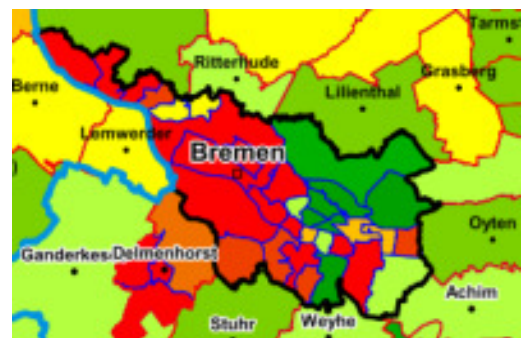 Tarmst
Ritterhude
Grasberg
Berne
Lilienthal
Lemwerder
Bremen
Oyten
Ganderkes
Delmenhorst
Achim
Stuhr
Weyhe